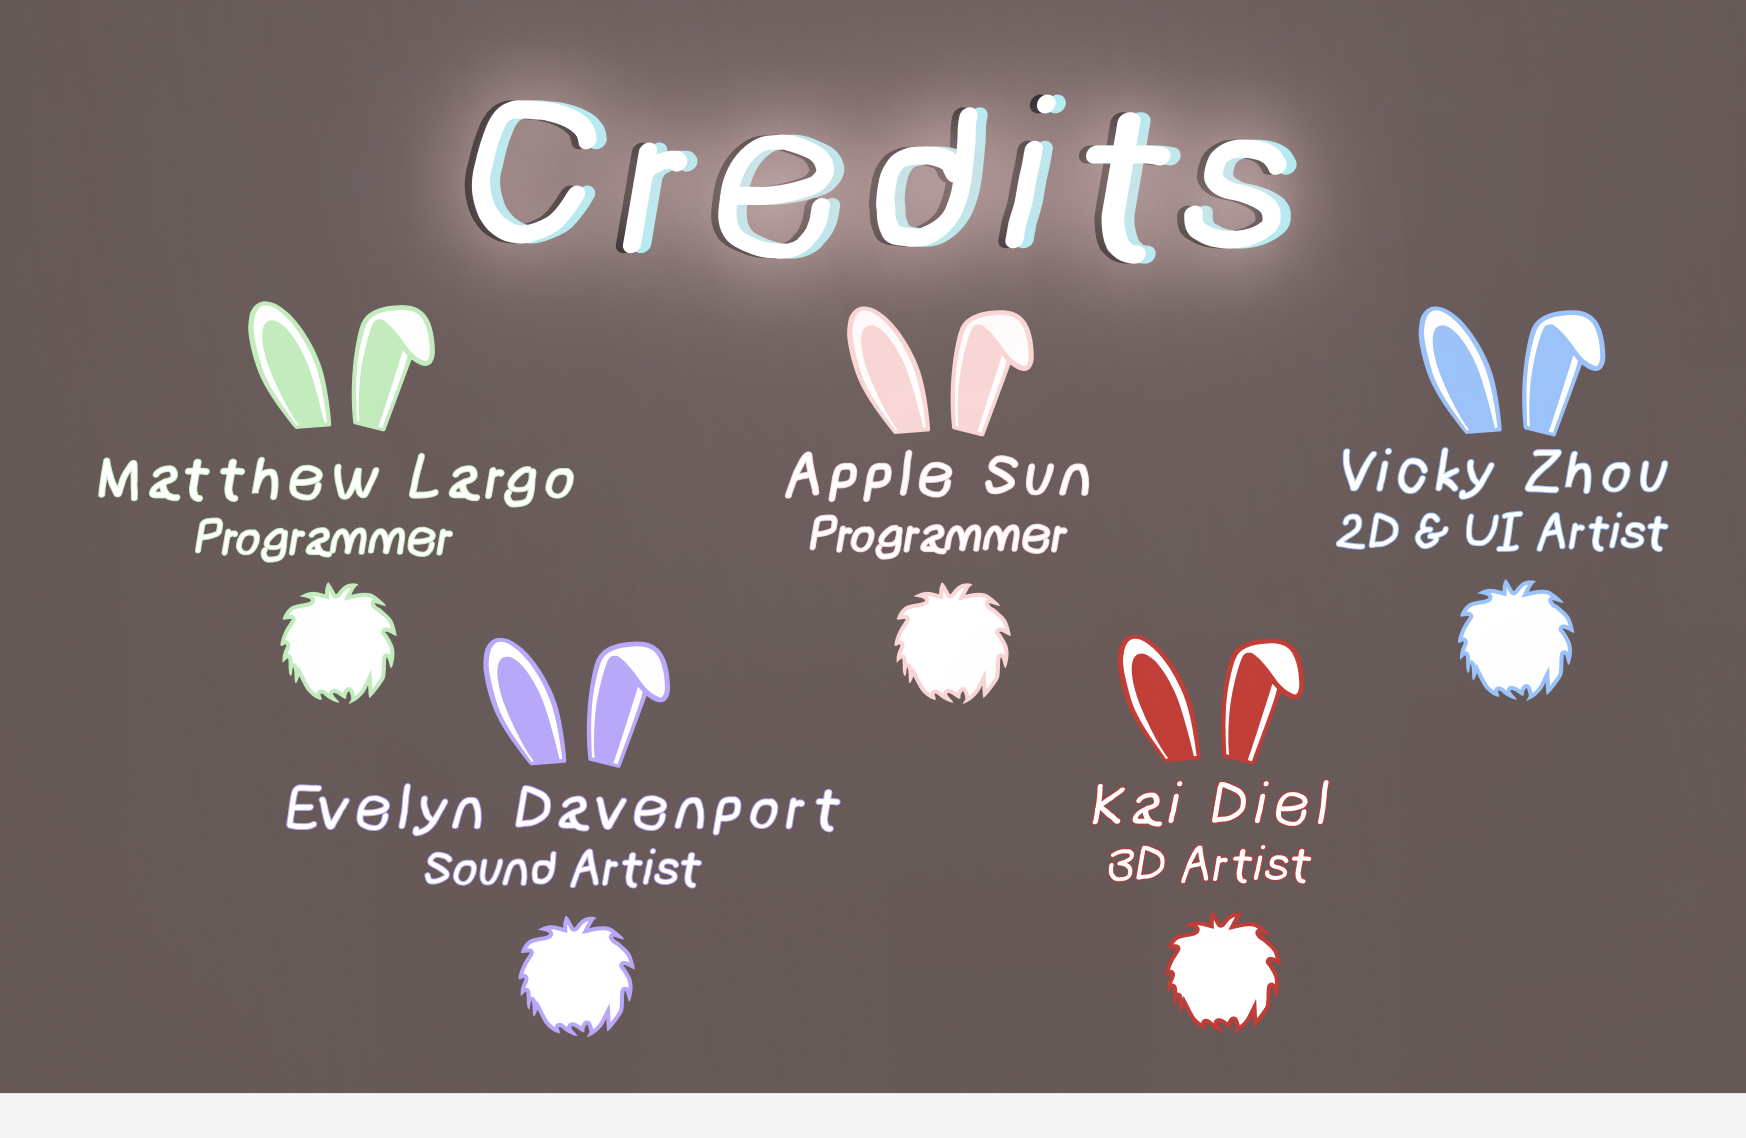 Credits
Matthew Largo
Programmer
Apple Sun
Programmer
Vicky Zhou
2D & UI Artist
Evelyn Davenport
Sound Artist
Kai Diel
3D Artist